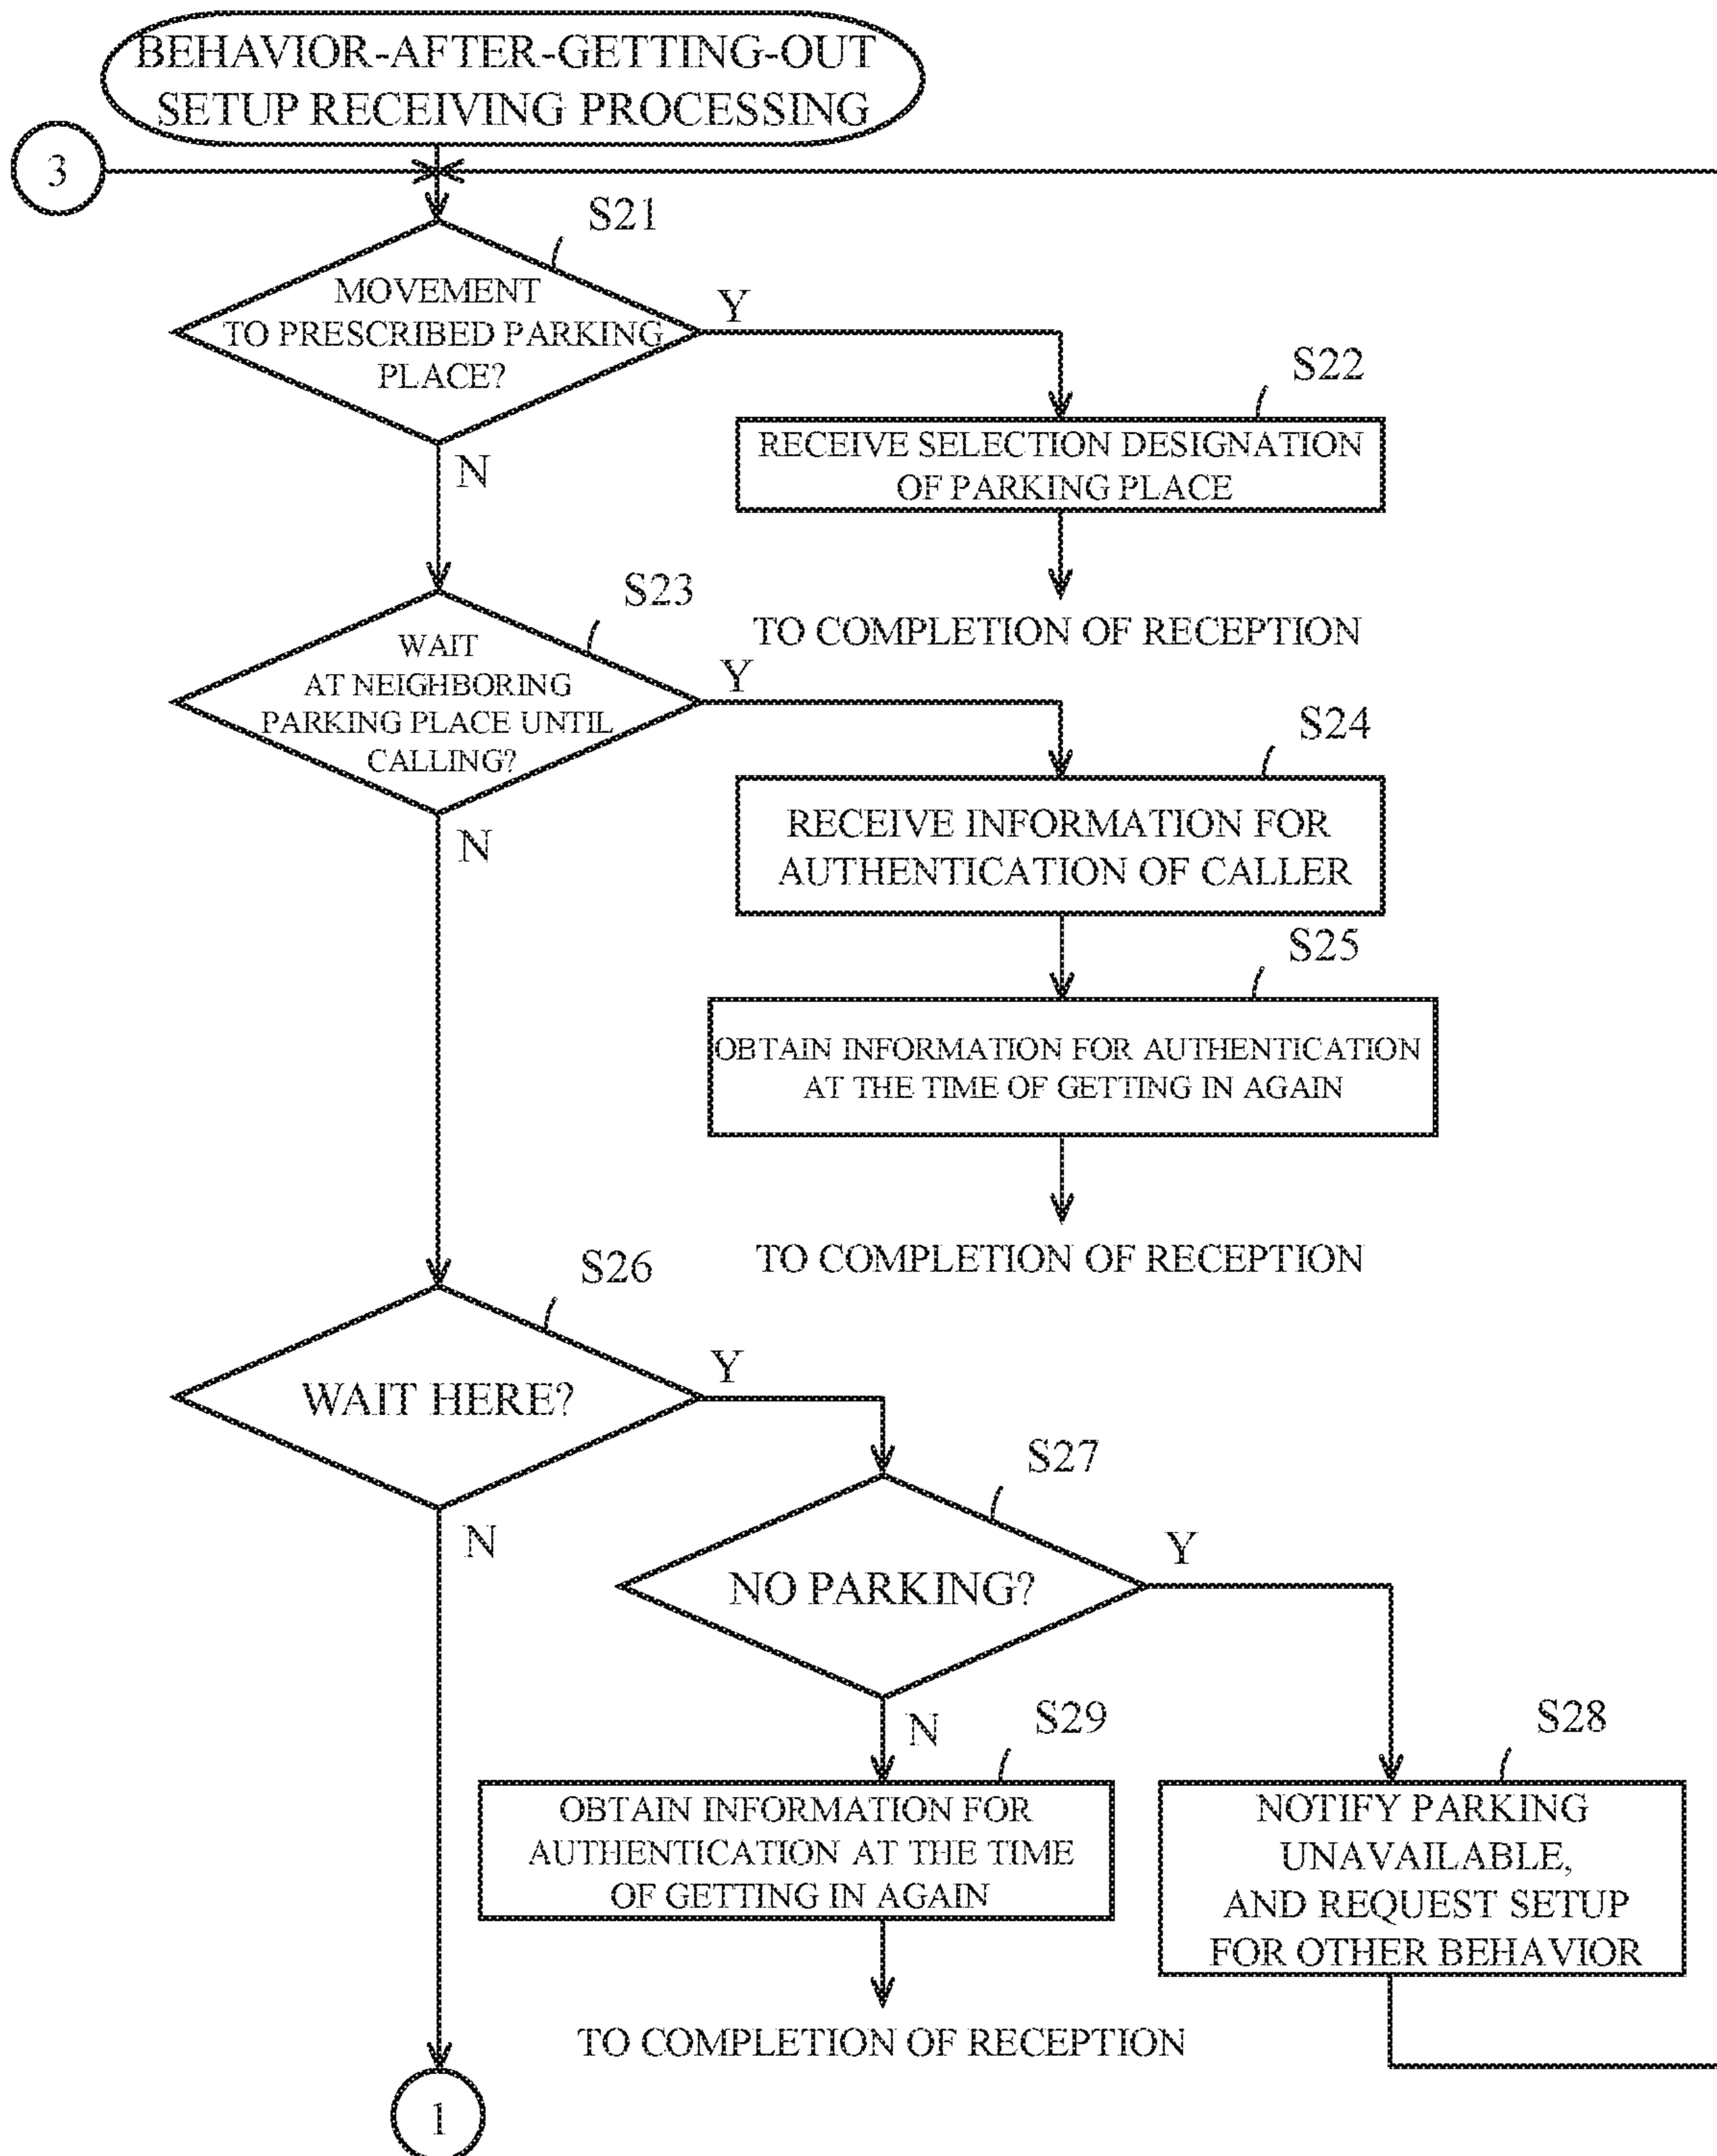 BEHAVIOR-AFTER-GETTING-OUT
SETUP RECEIVING PROCESSING
3
S21
MOVEMENT
TO PRESCRIBED PARKING
PLACE?
Y
N
S22
RECEIVE SELECTION DESIGNATION
OF PARKING PLACE
TO COMPLETION OF RECEPTION
S23
WAIT
AT NEIGHBORING
PARKING PLACE UNTIL
CALLING?
Y
N
S24
RECEIVE INFORMATION FOR
AUTHENTICATION OF CALLER
S25
OBTAIN INFORMATION FOR AUTHENTICATION
AT THE TIME OF GETTING IN AGAIN
TO COMPLETION OF RECEPTION
S26
WAIT HERE?
Y
N
S27
NO PARKING?
Y
N
S29
OBTAIN INFORMATION FOR
AUTHENTICATION AT THE TIME
OF GETTING IN AGAIN
TO COMPLETION OF RECEPTION
S28
NOTIFY PARKING
UNAVAILABLE,
AND REQUEST SETUP
FOR OTHER BEHAVIOR
1